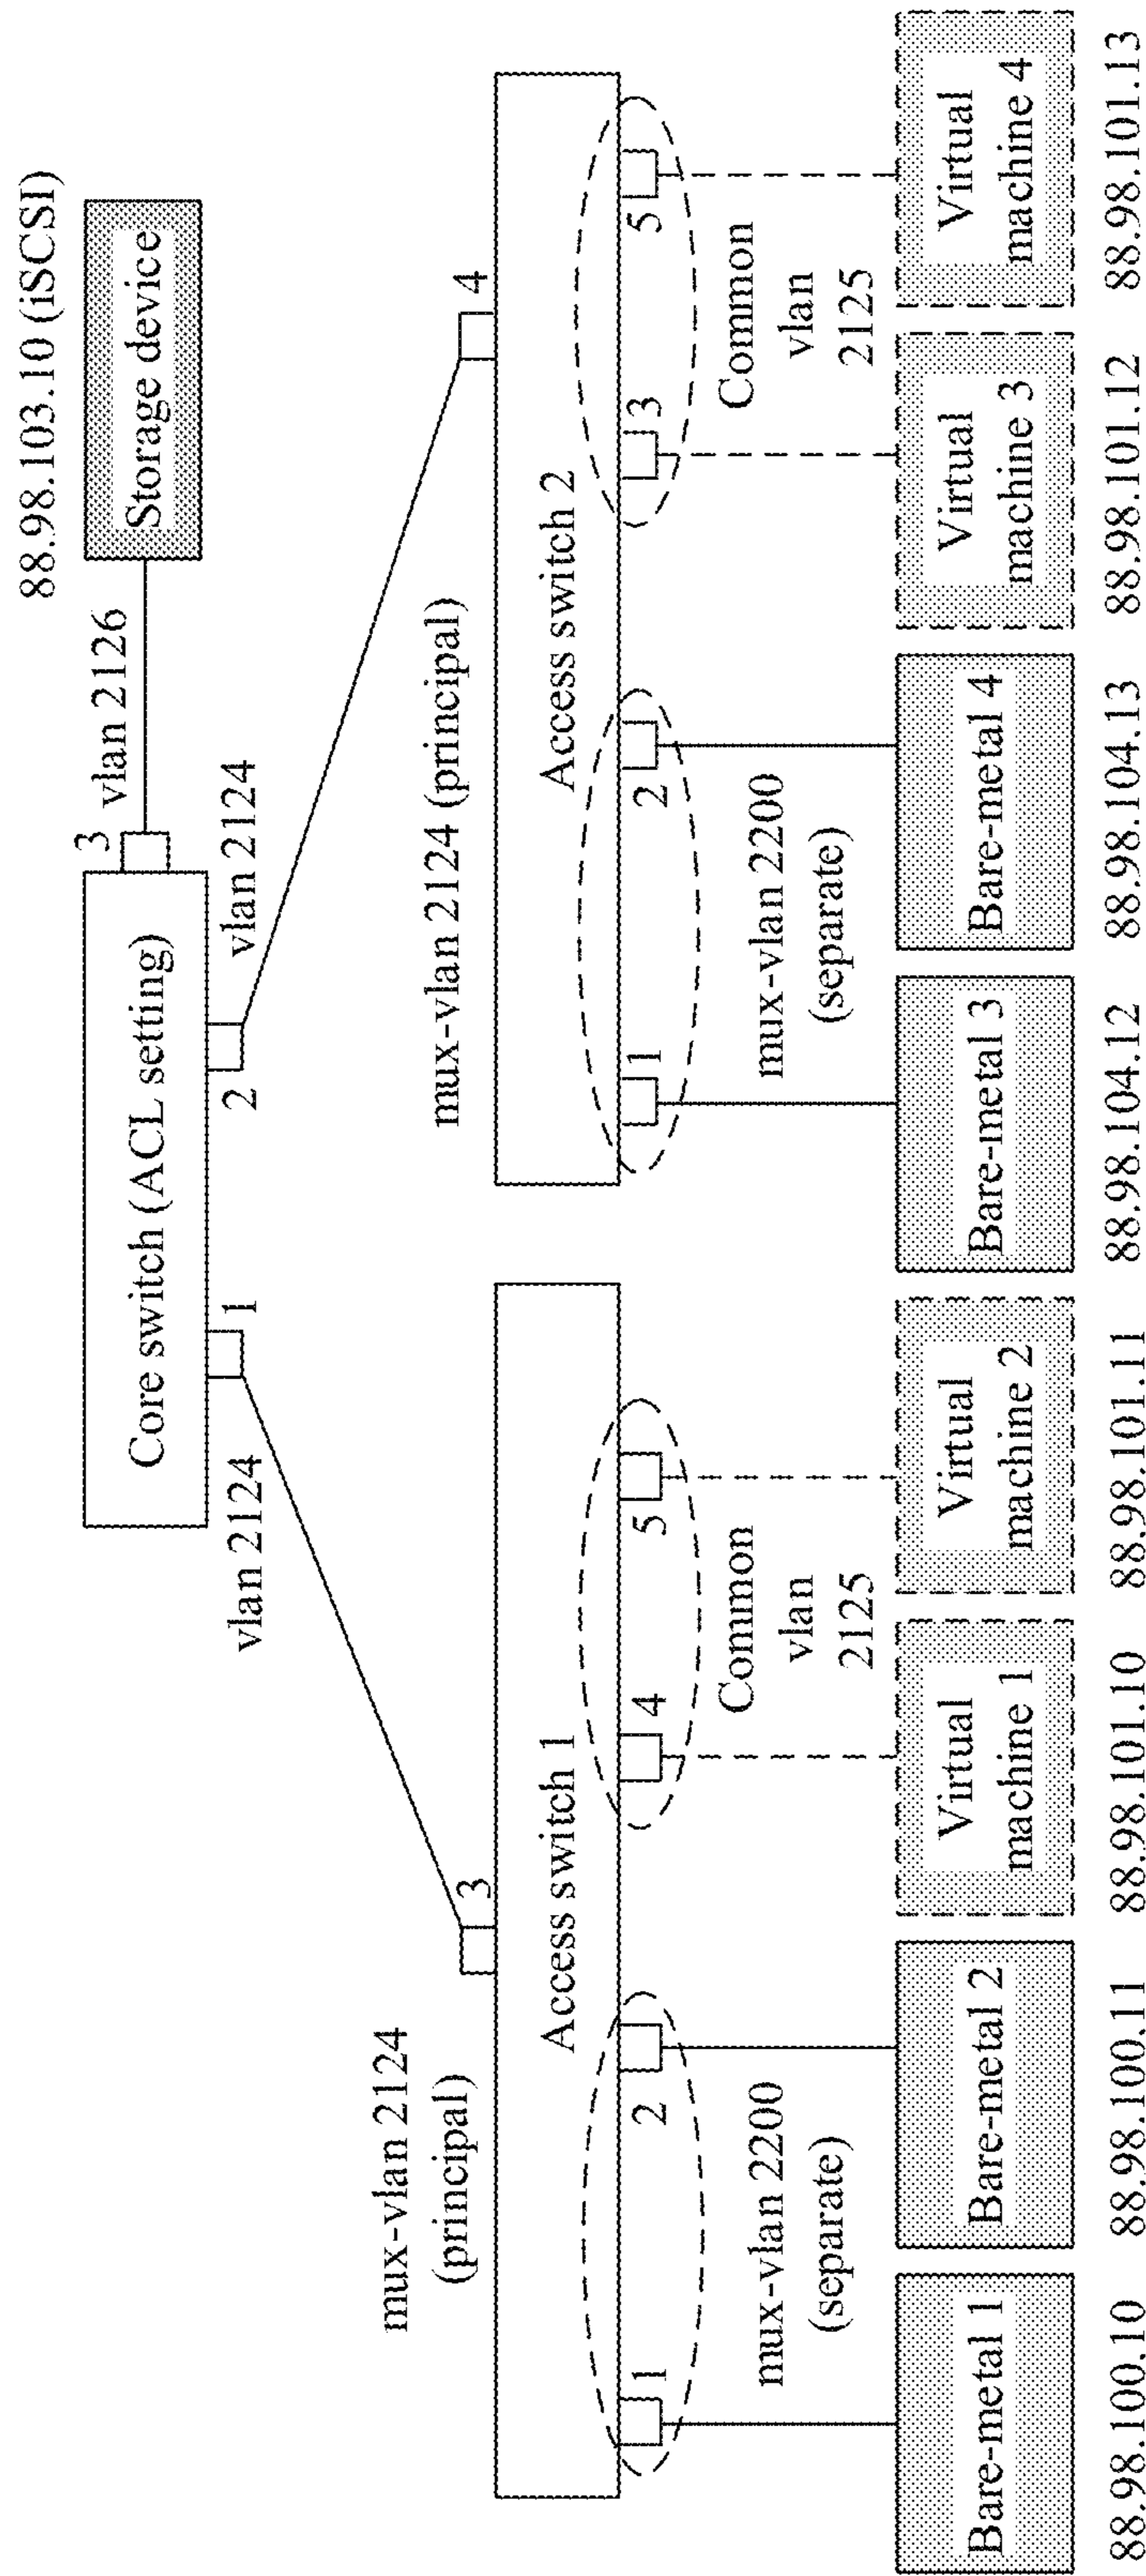 88.98.103.10 (iSCSI)
Storage device
vlan 2126
3
Core switch (ACL setting)
1
2
vlan 2124
vlan 2124
mux-vlan 2124
(principal)
3
mux-vlan 2124 (principal)
4
Access switch 1
Access switch 2
1
2
4
5
1
2
3
5
mux-vlan 2200
(separate)
Common
vlan
2125
mux-vlan 2200
(separate)
Common
vlan
2125
Bare-metal 1
Bare-metal 2
Virtual
machine 1
Virtual
machine 2
Bare-metal 3
Bare-metal 4
Virtual
machine 3
Virtual
machine 4
88.98.100.10
88.98.100.11
88.98.101.10
88.98.101.11
88.98.104.12
88.98.104.13
88.98.101.12
88.98.101.13